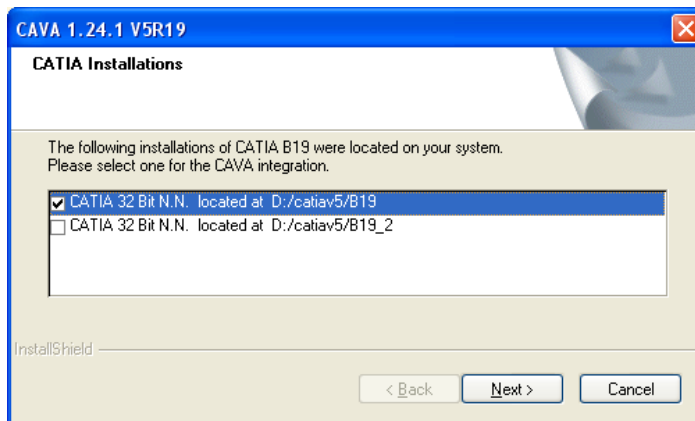 CAVA 1.24.1 V5R19
CATIA Installations
The following installations of CATIA B19 were located on your system.
Please select one for the CAVA integration.
CATIA 32 Bit N.N.  located at  D:/catiav5/B19
CATIA 32 Bit N.N.  located at  D:/catiav5/B19_2
InstallShield
< Back
Next >
Cancel